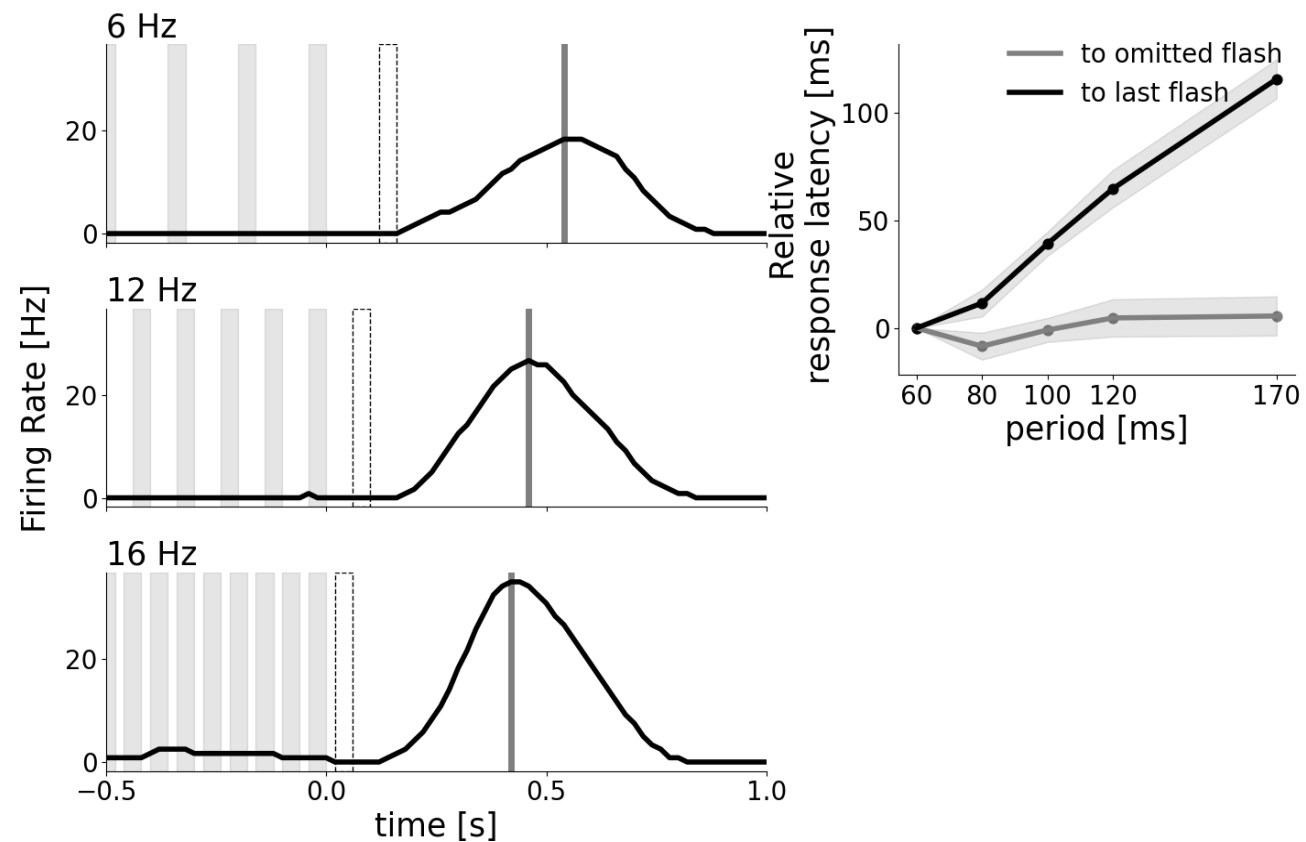 6 Hz
20
0
12 Hz
20
0
16 Hz
20
0
−0.5
0.0
0.5
1.0
time [s]
Firing Rate [Hz]
to omitted flash
to last flash
100
50
0
60
80
100
120
170
period [ms]
Relative
response latency [ms]